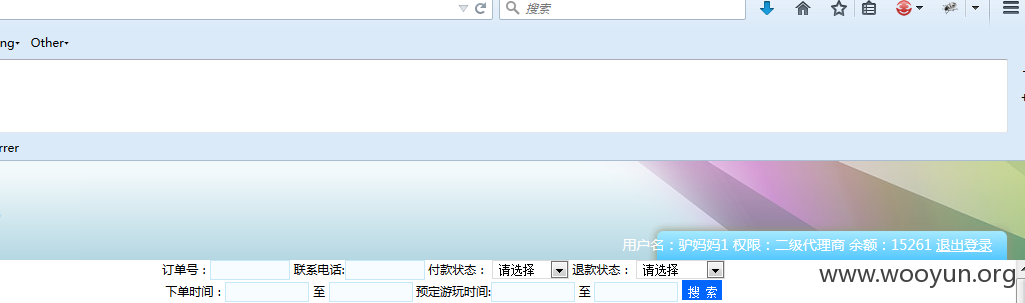 搜索
ng▾ Other▾
rrer
用户名：驴妈妈1 权限：二级代理商 余额：15261 退出登录
订单号： 联系电话: 付款状态： 请选择 退款状态： 请选择
www.wooyun.org
下单时间： 至 预定游玩时间: 至 搜 索